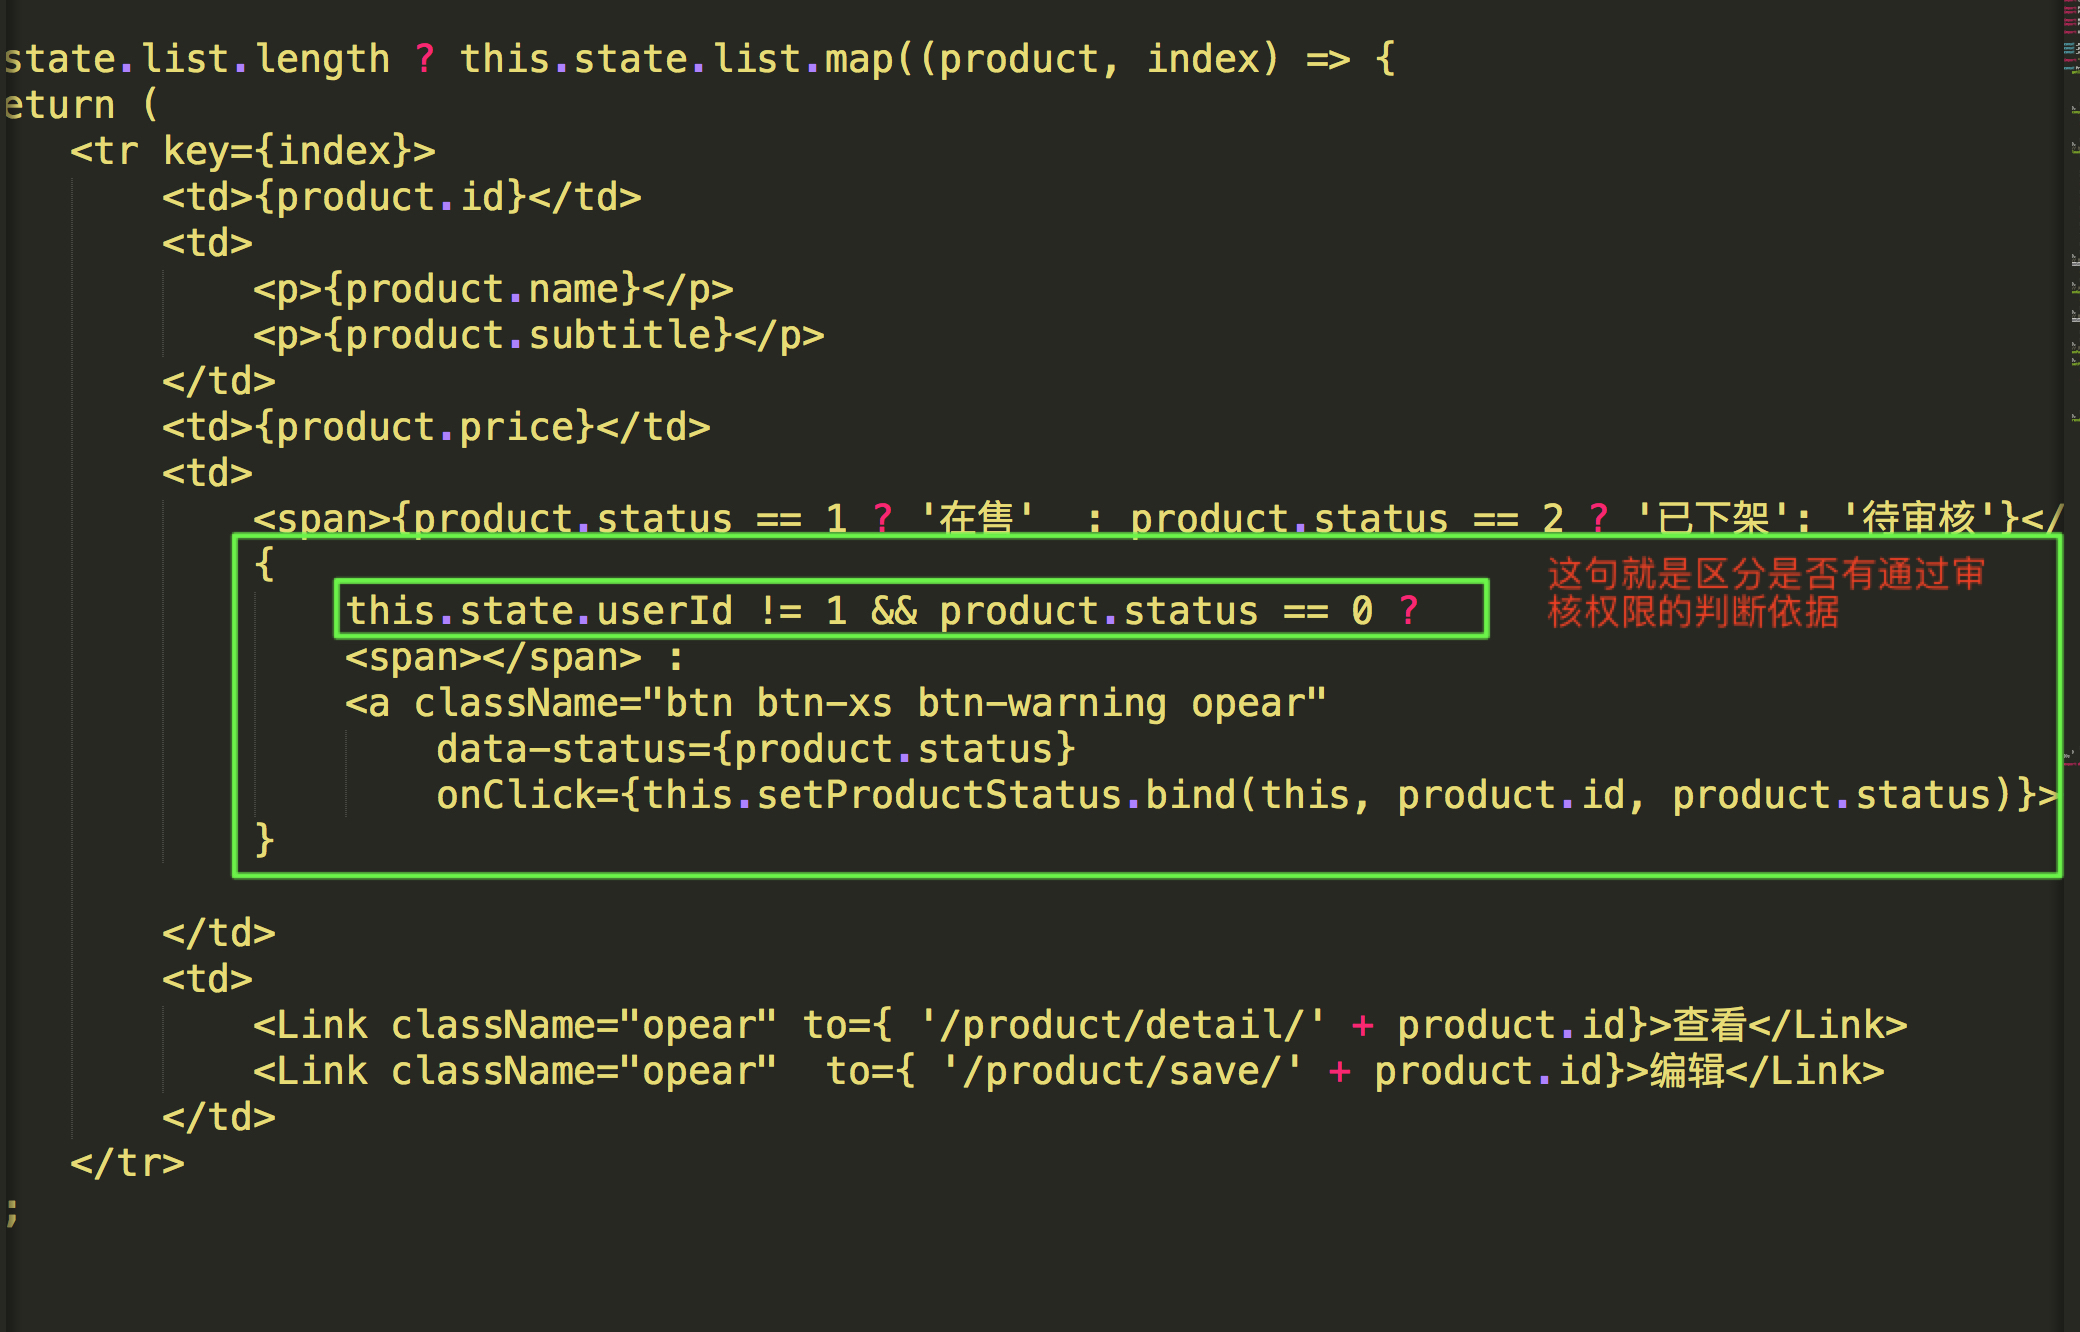 state.list.length ? this.state.list.map((product, index) => {
eturn (
<tr key={index}>
<td>{product.id}</td>
<td>
<p>{product.name}</p>
<p>{product.subtitle}</p>
</td>
<td>{product.price}</td>
<td>
<span>{product.status == 1 ? '在售'  : product.status == 2 ? '已下架': '待审核'}</
{
this.state.userId != 1 && product.status == 0 ?
<span></span> :
<a className="btn btn-xs btn-warning opear"
data-status={product.status}
onClick={this.setProductStatus.bind(this, product.id, product.status)}>
}
这句就是区分是否有通过审
核权限的判断依据
</td>
<td>
<Link className="opear" to={ '/product/detail/' + product.id}>查看</Link>
<Link className="opear"  to={ '/product/save/' + product.id}>编辑</Link>
</td>
</tr>
;